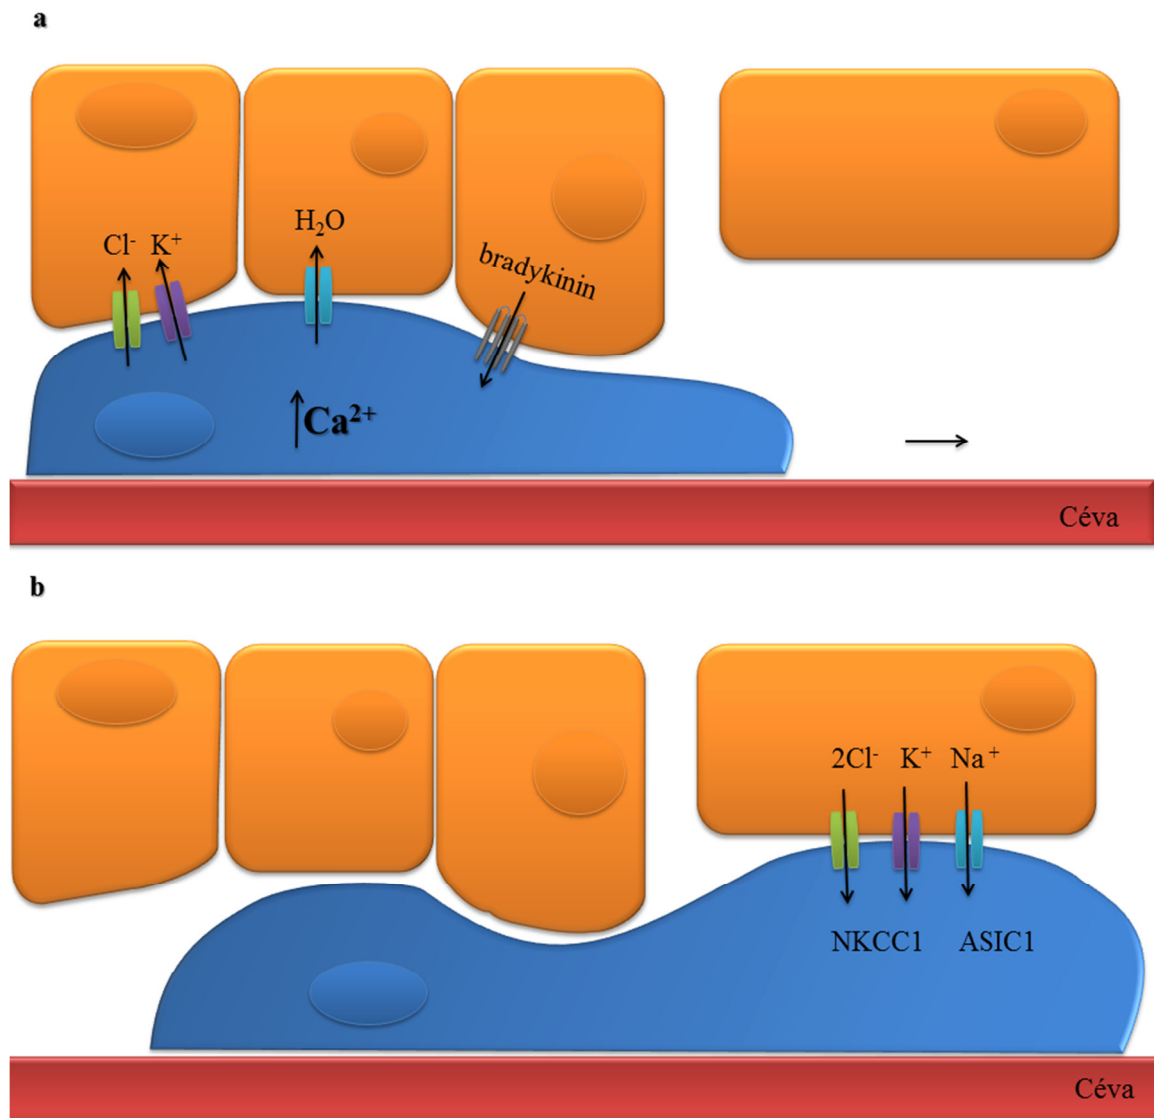 a
Cl⁻ K⁺
H₂O
bradykinin
↑Ca²⁺
Céva
b
2Cl⁻ K⁺ Na⁺
NKCC1 ASIC1
Céva